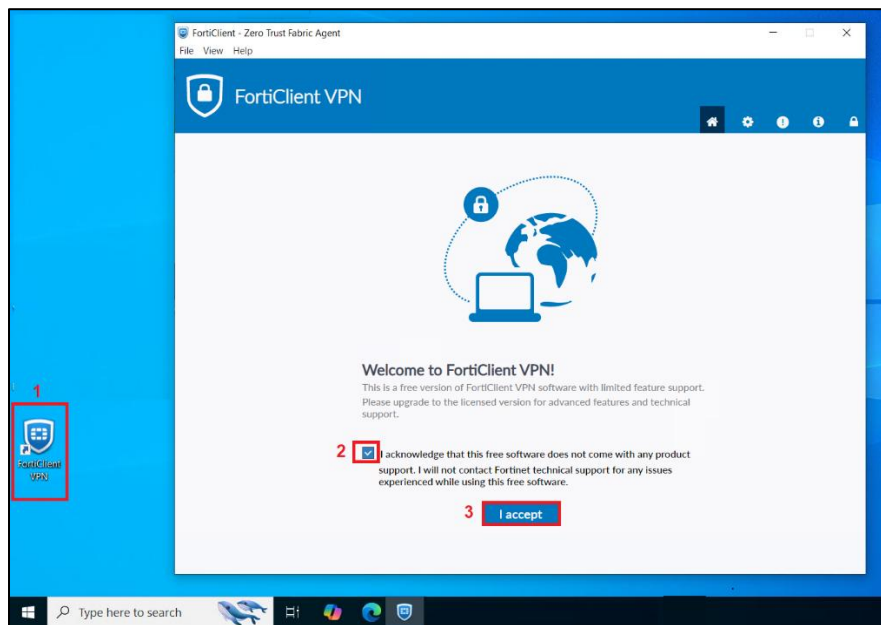 FortiClient - Zero Trust Fabric Agent
File View Help
FortiClient VPN
Welcome to FortiClient VPN!
This is a free version of FortiClient VPN software with limited feature support.
Please upgrade to the licensed version for advanced features and technical
support.
1
FortiClient
VPN
2
I acknowledge that this free software does not come with any product
support. I will not contact Fortinet technical support for any issues
experienced while using this free software.
3 I accept
Type here to search